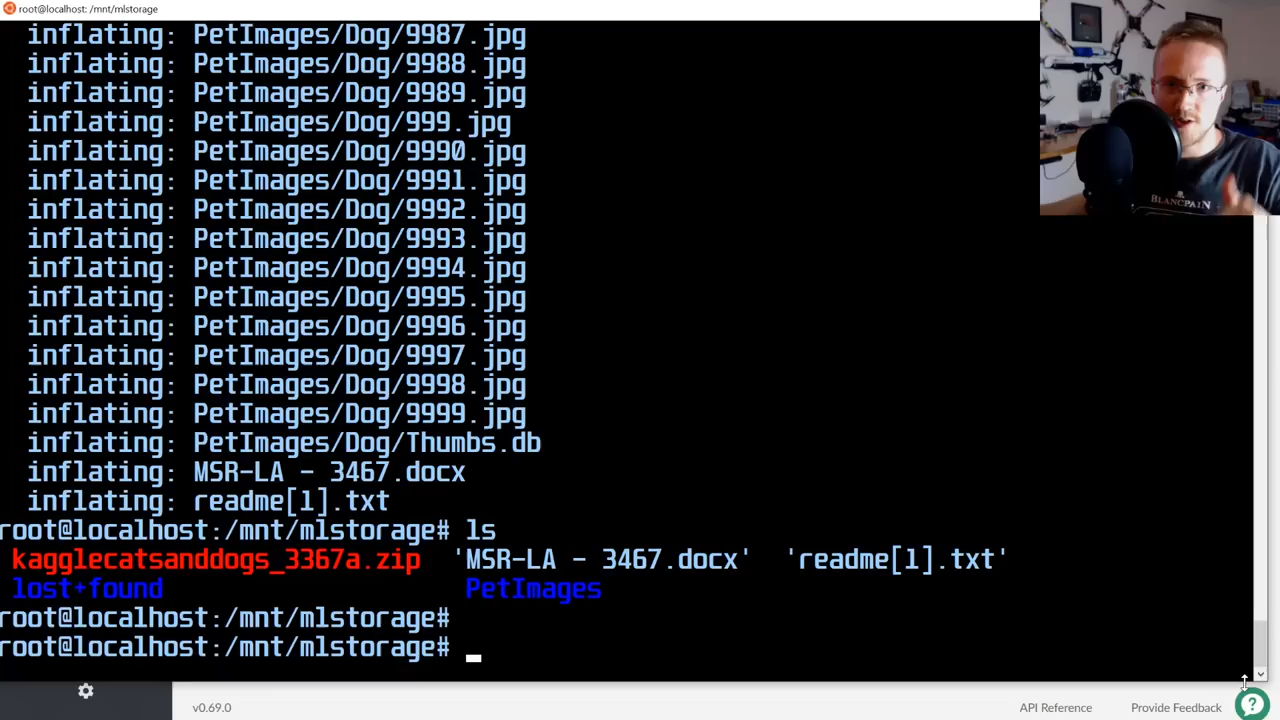 root@localhost: /mnt/mlstorage
inflating: PetImages/Dog/9987.jpg
inflating: PetImages/Dog/9988.jpg
inflating: PetImages/Dog/9989.jpg
inflating: PetImages/Dog/999.jpg
inflating: PetImages/Dog/9990.jpg
inflating: PetImages/Dog/9991.jpg
inflating: PetImages/Dog/9992.jpg
inflating: PetImages/Dog/9993.jpg
inflating: PetImages/Dog/9994.jpg
inflating: PetImages/Dog/9995.jpg
inflating: PetImages/Dog/9996.jpg
inflating: PetImages/Dog/9997.jpg
inflating: PetImages/Dog/9998.jpg
inflating: PetImages/Dog/9999.jpg
inflating: PetImages/Dog/Thumbs.db
inflating: MSR-LA - 3467.docx
inflating: readme[1].txt
root@localhost:/mnt/mlstorage# ls
kagglecatsanddogs_3367a.zip 'MSR-LA - 3467.docx' 'readme[1].txt'
lost+found PetImages
root@localhost:/mnt/mlstorage#
root@localhost:/mnt/mlstorage#
BLANCPAIN
v0.69.0 API Reference Provide Feedback
?